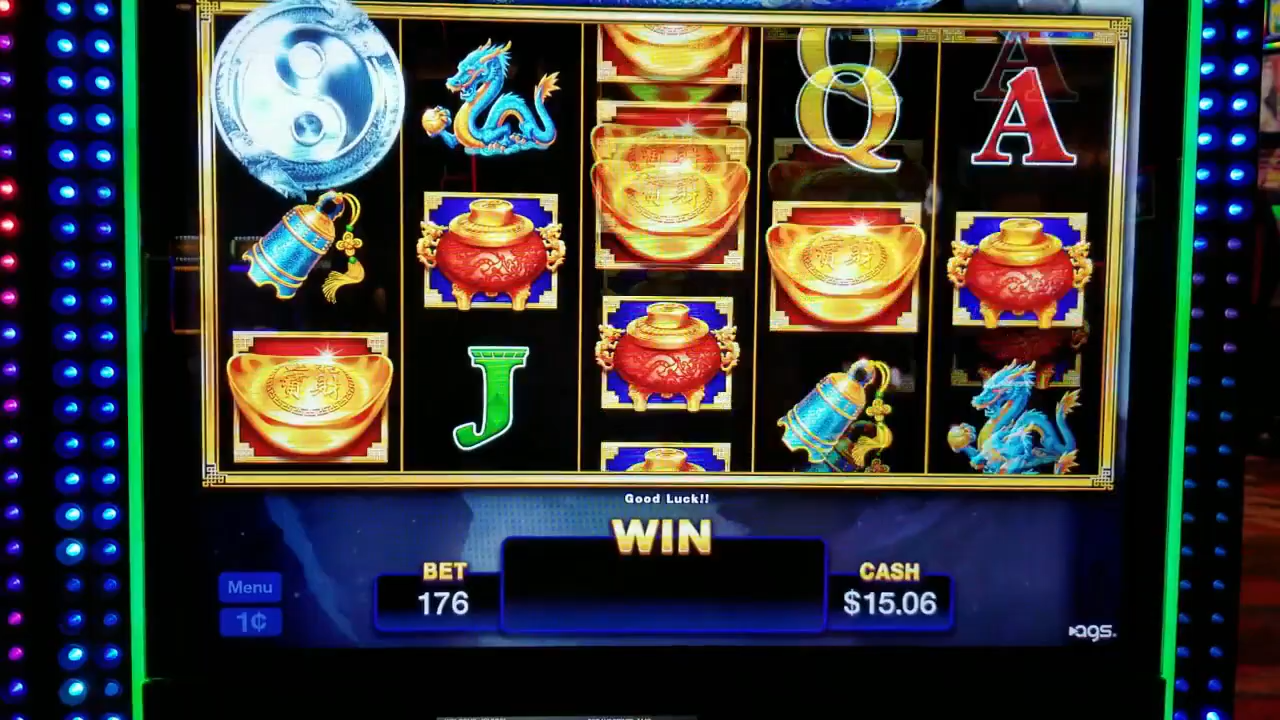 Q
Q
A
A
J
Good Luck!!
WIN
BET
176
CASH
$15.06
Menu
1¢
ags.